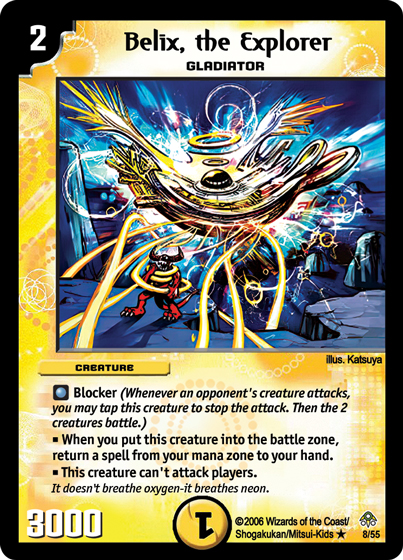 2
Belix, the Explorer
GLADIATOR
illus. Katsuya
CREATURE
Blocker (Whenever an opponent's creature attacks,
you may tap this creature to stop the attack. Then the 2
creatures battle.)
▪ When you put this creature into the battle zone,
return a spell from your mana zone to your hand.
▪ This creature can't attack players.
It doesn't breathe oxygen-it breathes neon.
3000
1
©2006 Wizards of the Coast/
Shogakukan/Mitsui-Kids ★ 8/55